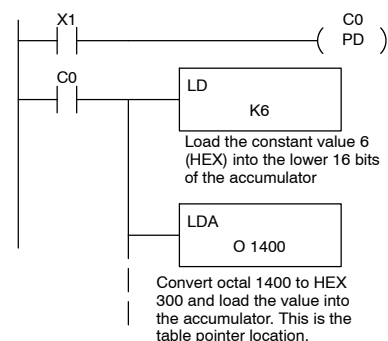 X1
C0
( PD )
C0
LD
K6
Load the constant value 6
(HEX) into the lower 16 bits
of the accumulator
LDA
O 1400
Convert octal 1400 to HEX
300 and load the value into
the accumulator. This is the
table pointer location.